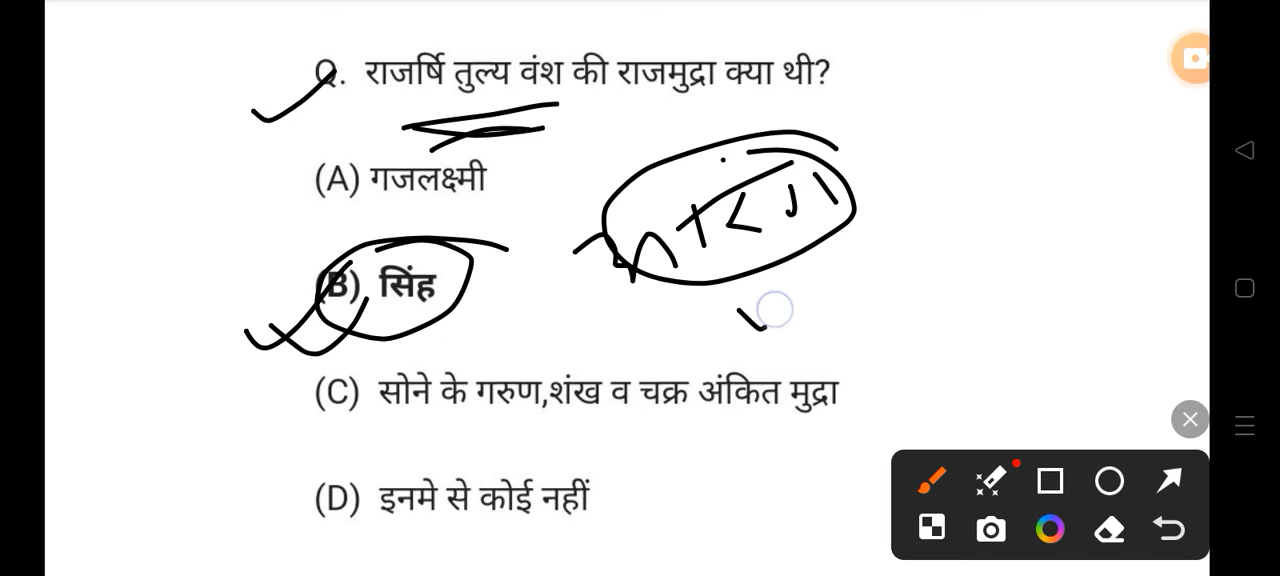 Q. राजर्षि तुल्य वंश की राजमुद्रा क्या थी?
(A) गजलक्ष्मी
(B) सिंह
(C) सोने के गरुण,शंख व चक्र अंकित मुद्रा
(D) इनमे से कोई नहीं